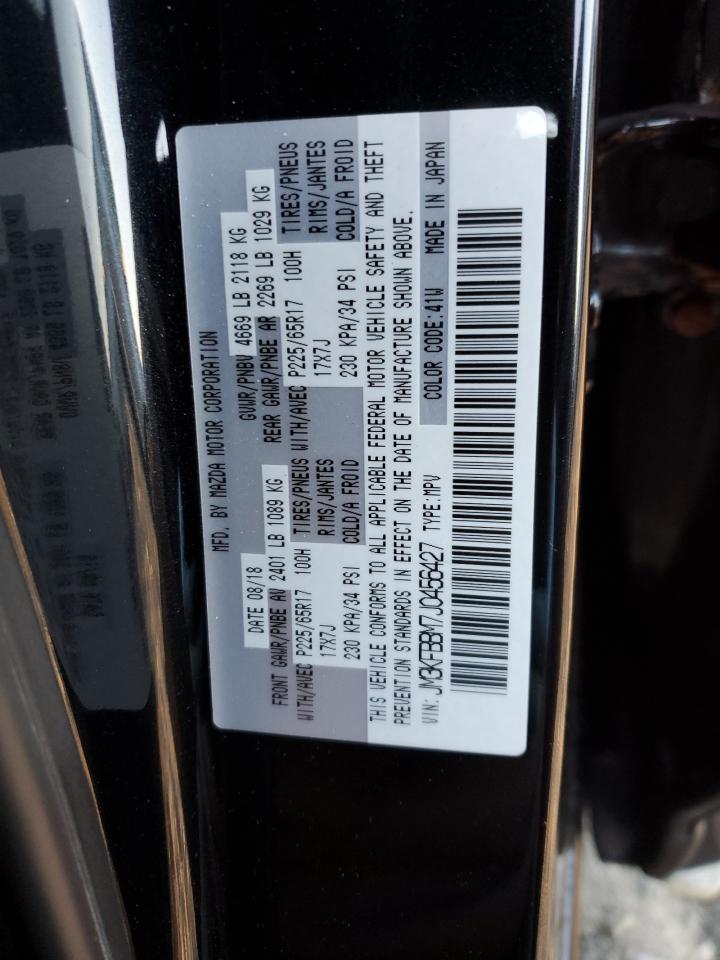 MFD. BY MAZDA MOTOR CORPORATION
DATE 08/18 GVWR/PNBV 4669 LB 2118 KG
FRONT GAWR/PNBE AV 2401 LB 1089 KG REAR GAWR/PNBE AR 2269 LB 1029 KG
WITH/AVEC P225/65R17 100H TIRES/PNEUS WITH/AVEC P225/65R17 100H TIRES/PNEUS
17X7J RIMS/JANTES 17X7J RIMS/JANTES
230 KPA/34 PSI COLD/A FROID 230 KPA/34 PSI COLD/A FROID
THIS VEHICLE CONFORMS TO ALL APPLICABLE FEDERAL MOTOR VEHICLE SAFETY AND THEFT
PREVENTION STANDARDS IN EFFECT ON THE DATE OF MANUFACTURE SHOWN ABOVE.
VIN: JM3KFBBM7J0456427 TYPE:MPV COLOR CODE:41W MADE IN JAPAN